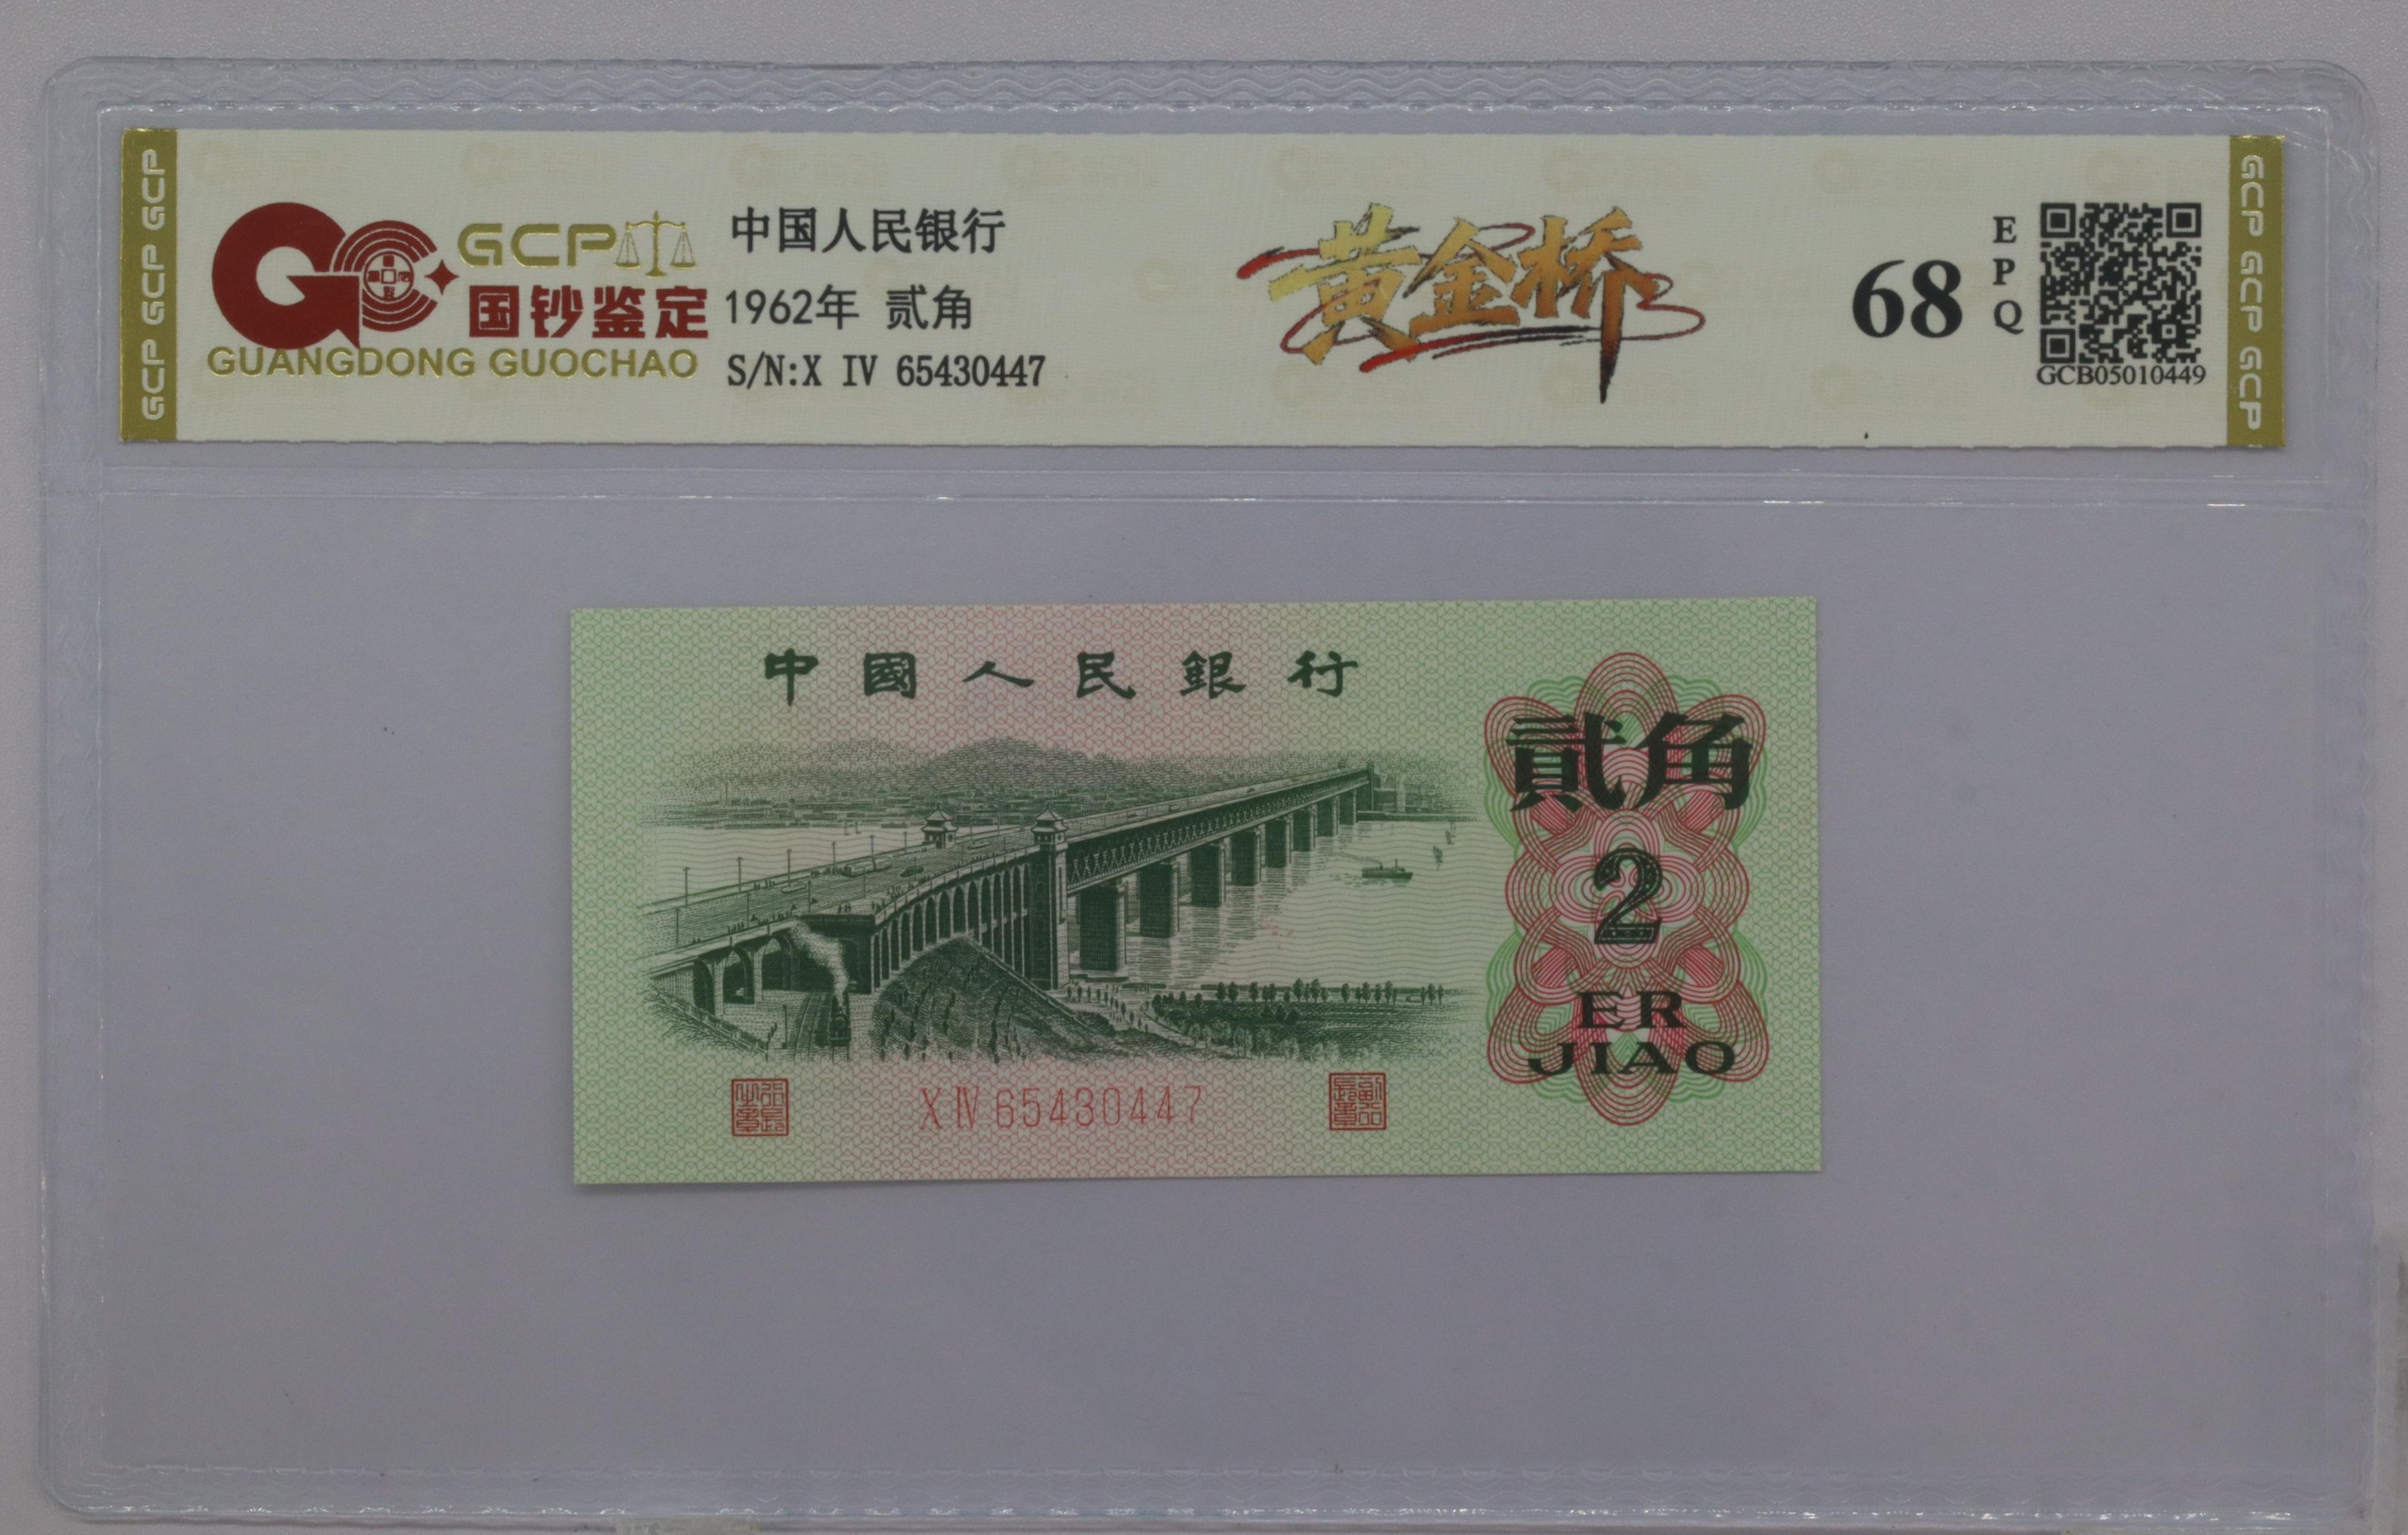 GCP GCP GCP
GCP
国钞鉴定
GUANGDONG GUOCHAO
中国人民银行
1962年 贰角
S/N:X IV 65430447
黄金桥
68
EPQ
GCB05010449
GCP GCP GCP
中國人民銀行
貳角
2
ER
JIAO
X IV 65430447